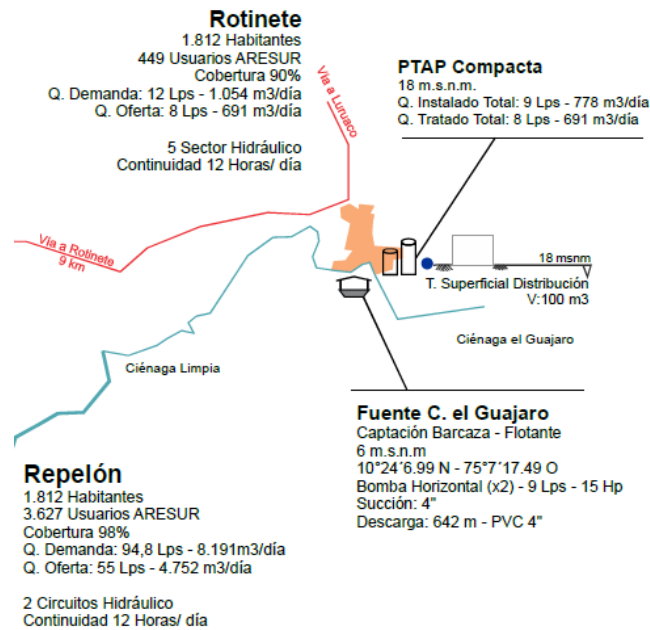 Rotinete
1.812 Habitantes
449 Usuarios ARESUR
Cobertura 90%
Q. Demanda: 12 Lps - 1.054 m3/día
Q. Oferta: 8 Lps - 691 m3/día
5 Sector Hidráulico
Continuidad 12 Horas/ día
Vía a Luruaco
PTAP Compacta
18 m.s.n.m.
Q. Instalado Total: 9 Lps - 778 m3/día
Q. Tratado Total: 8 Lps - 691 m3/día
Vía a Rotinete
9 km
18 msnm
T. Superficial Distribución
V:100 m3
Ciénaga el Guajaro
Ciénaga Limpia
Fuente C. el Guajaro
Captación Barcaza - Flotante
6 m.s.n.m
10°24´6.99 N - 75°7´17.49 O
Bomba Horizontal (x2) - 9 Lps - 15 Hp
Succión: 4"
Descarga: 642 m - PVC 4"
Repelón
1.812 Habitantes
3.627 Usuarios ARESUR
Cobertura 98%
Q. Demanda: 94,8 Lps - 8.191m3/día
Q. Oferta: 55 Lps - 4.752 m3/día
2 Circuitos Hidráulico
Continuidad 12 Horas/ día